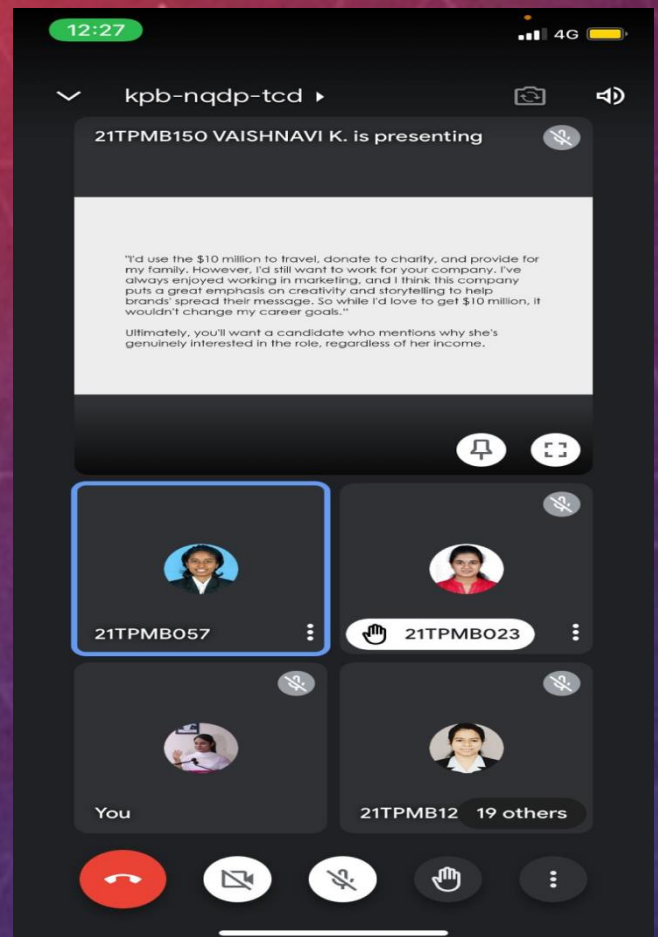 12:27
4G
kpb-nqdp-tcd
21TPMB150 VAISHNAVI K. is presenting
"I'd use the $10 million to travel, donate to charity, and provide for
my family. However, I'd still want to work for your company. I've
always enjoyed working in marketing, and I think this company
puts a great emphasis on creativity and storytelling to help
brands' spread their message. So while I'd love to get $10 million, it
wouldn't change my career goals."
Ultimately, you'll want a candidate who mentions why she's
genuinely interested in the role, regardless of her income.
21TPMB057
21TPMB023
You
21TPMB12
19 others